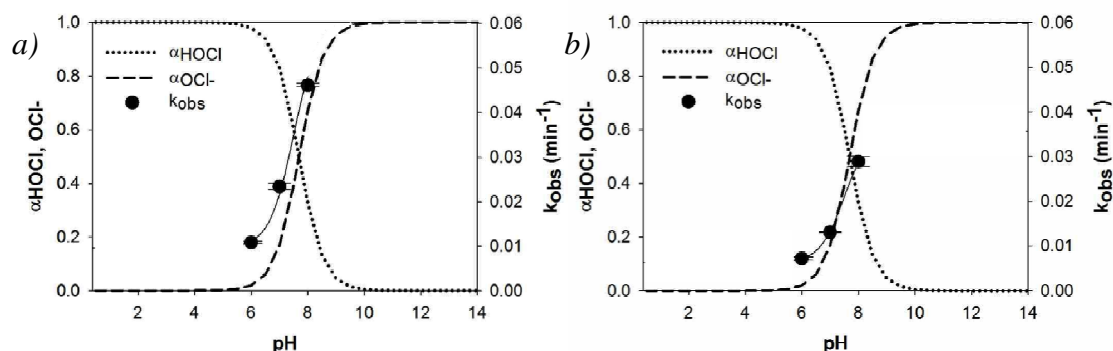 a)
αHOCl, OCl-
1.0
0.8
0.6
0.4
0.2
0.0
αHOCl
αOCl-
kobs
0.06
0.05
0.04
0.03
0.02
0.01
0.00
kobs (min-1)
2 4 6 8 10 12 14
pH
b)
αHOCl, OCl-
1.0
0.8
0.6
0.4
0.2
0.0
αHOCl
αOCl-
kobs
0.06
0.05
0.04
0.03
0.02
0.01
0.00
kobs (min-1)
2 4 6 8 10 12 14
pH